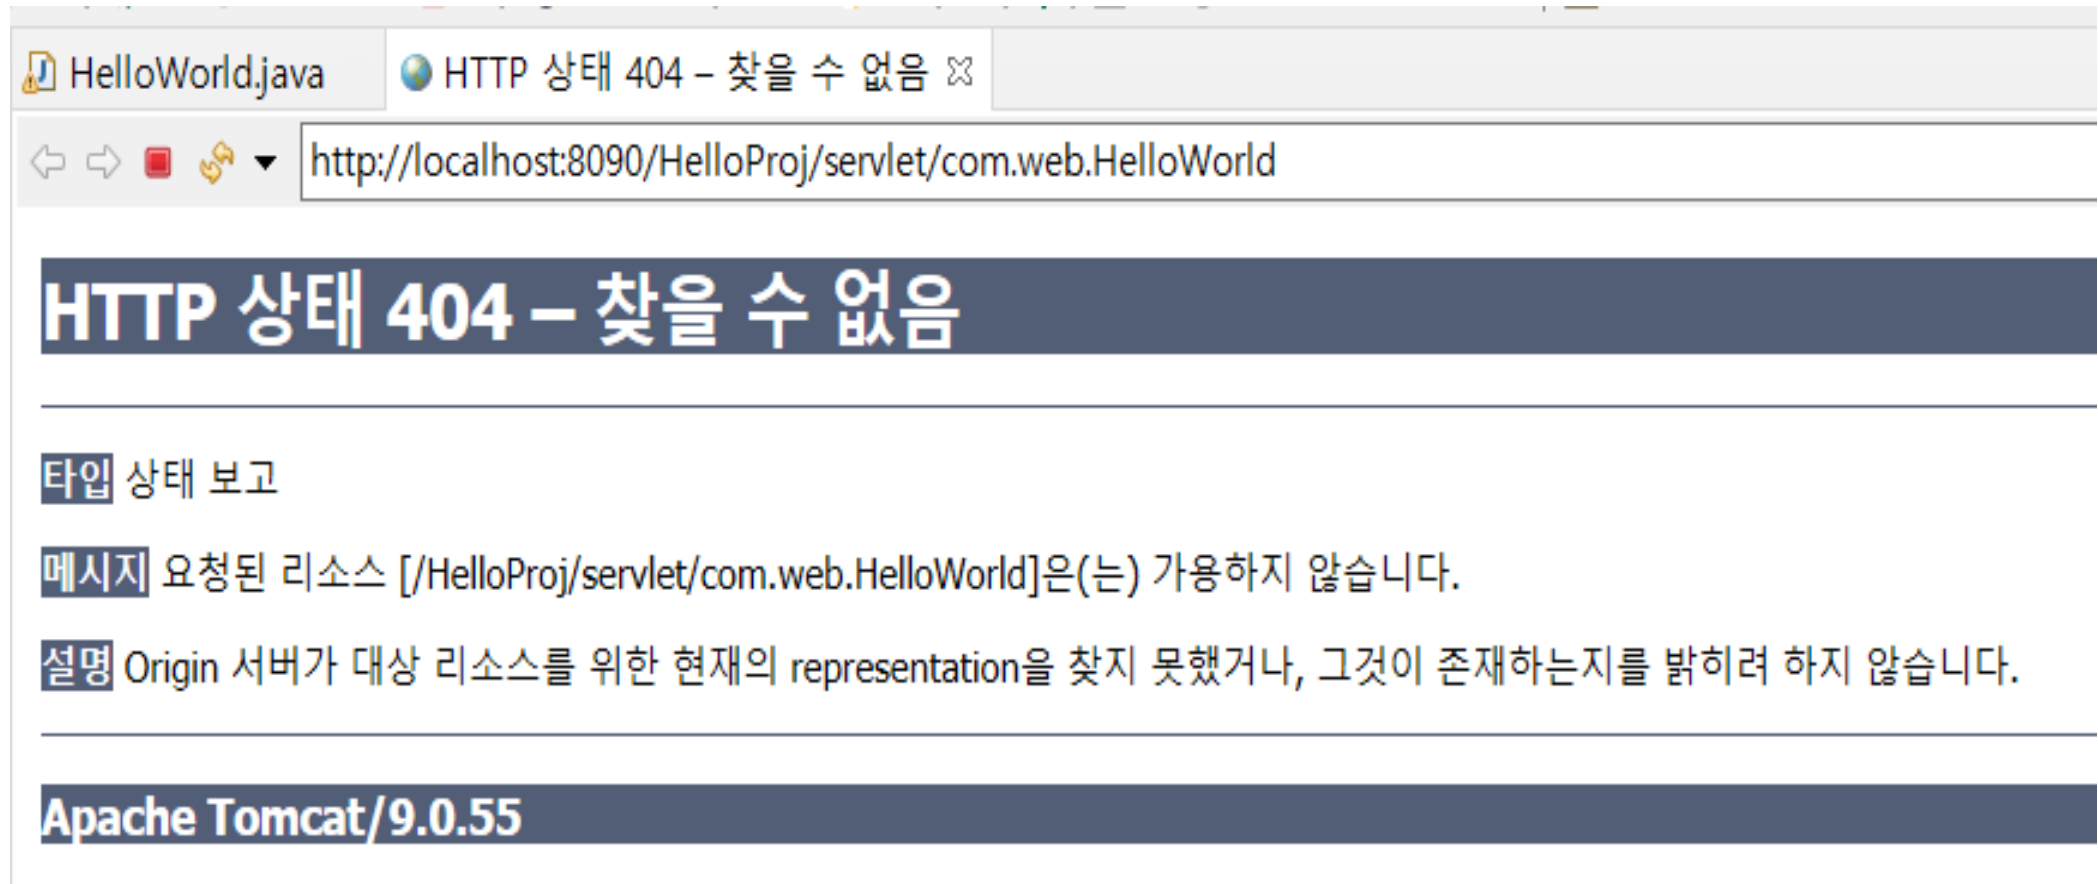 HelloWorld.java
HTTP 상태 404 – 찾을 수 없음
http://localhost:8090/HelloProj/servlet/com.web.HelloWorld
HTTP 상태 404 – 찾을 수 없음
타입 상태 보고
메시지 요청된 리소스 [/HelloProj/servlet/com.web.HelloWorld]은(는) 가용하지 않습니다.
설명 Origin 서버가 대상 리소스를 위한 현재의 representation을 찾지 못했거나, 그것이 존재하는지를 밝히려 하지 않습니다.
Apache Tomcat/9.0.55